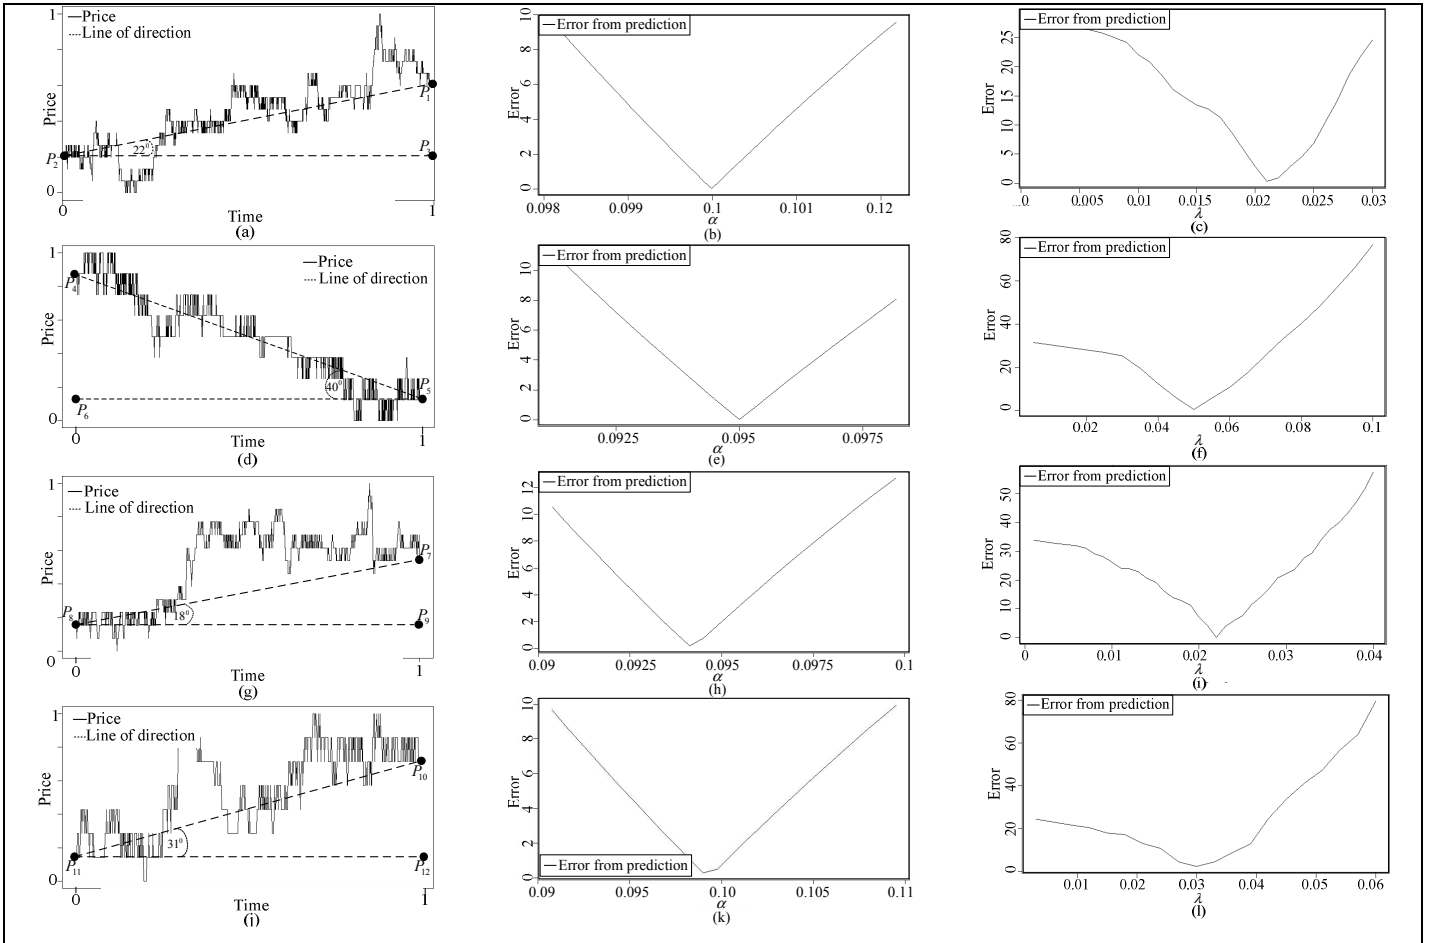 1
Price
Line of direction
Price
P1
22⁰
P2
P3
0
0
Time
1
(a)
Error from prediction
10
8
6
4
2
0
Error
0.098
0.099
0.1
0.101
0.12
α
(b)
Error from prediction
25
20
15
10
5
0
Error
0
0.005
0.01
0.015
0.02
0.025
0.03
λ
(c)
1
Price
Line of direction
P4
Price
P5
40⁰
P6
0
0
Time
1
(d)
Error from prediction
10
8
6
4
2
0
Error
0.0925
0.095
0.0975
α
(e)
Error from prediction
80
60
40
20
0
Error
0.02
0.04
0.06
0.08
0.1
λ
(f)
1
Price
Line of direction
Price
P7
P8
18⁰
P9
0
0
Time
1
(g)
Error from prediction
12
10
8
6
4
2
0
Error
0.09
0.0925
0.095
0.0975
0.1
α
(h)
Error from prediction
50
40
30
20
10
0
Error
0
0.01
0.02
0.03
0.04
λ
(i)
1
Price
Line of direction
Price
P10
31⁰
P11
P12
0
0
Time
1
(j)
10
8
6
4
2
0
Error
Error from prediction
0.09
0.095
0.10
0.105
0.11
α
(k)
Error from prediction
80
60
40
20
0
Error
0.01
0.02
0.03
0.04
0.05
0.06
λ
(l)